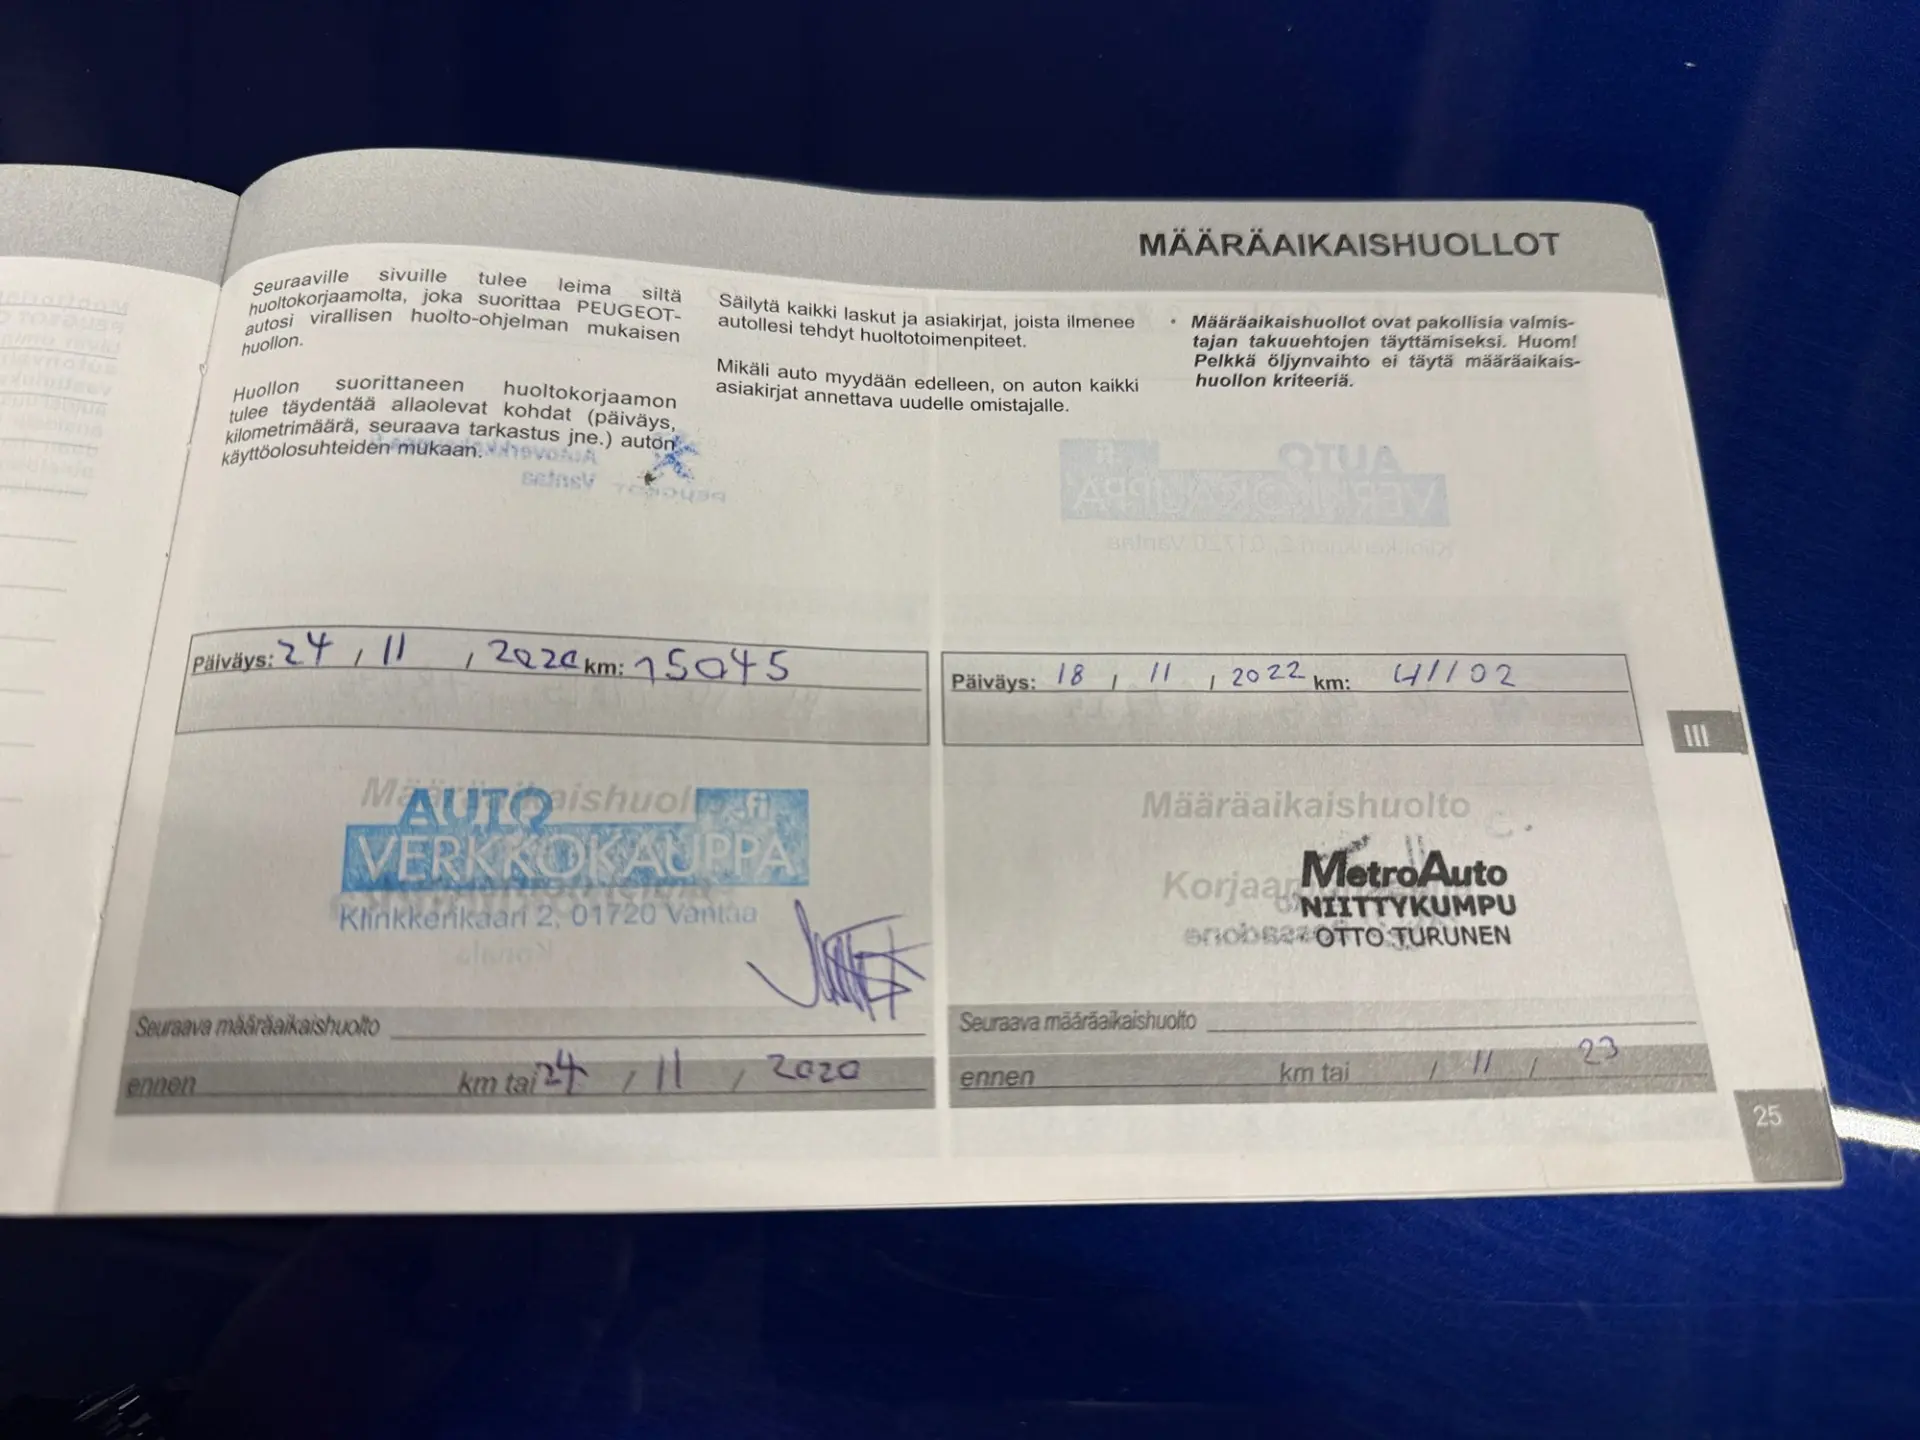 MÄÄRÄAIKAISHUOLLOT
Seuraaville sivuille tulee leima siltä
huoltokorjaamolta, joka suorittaa PEUGEOT-
autosi virallisen huolto-ohjelman mukaisen
huollon.
Huollon suorittaneen huoltokorjaamon
tulee täydentää allaolevat kohdat (päiväys,
kilometrimäärä, seuraava tarkastus jne.) auton
käyttöolosuhteiden mukaan.
Säilytä kaikki laskut ja asiakirjat, joista ilmenee
autollesi tehdyt huoltotoimenpiteet.
Mikäli auto myydään edelleen, on auton kaikki
asiakirjat annettava uudelle omistajalle.
• Määräaikaishuollot ovat pakollisia valmis-
tajan takuuehtojen täyttämiseksi. Huom!
Pelkkä öljynvaihto ei täytä määräaikais-
huollon kriteeriä.
Päiväys: 24 / 11 / 2020 km: 15045
Määräaikaishuolto
AUTO .fi
VERKKOKAUPPA
Klinkkerikaari 2, 01720 Vantaa
Seuraava määräaikaishuolto
ennen km tai 24 / 11 / 2020
Päiväys: 18 / 11 / 2022 km: 41102
Määräaikaishuolto
MetroAuto
NIITTYKUMPU
OTTO TURUNEN
Seuraava määräaikaishuolto
ennen km tai / 11 / 23
III
25